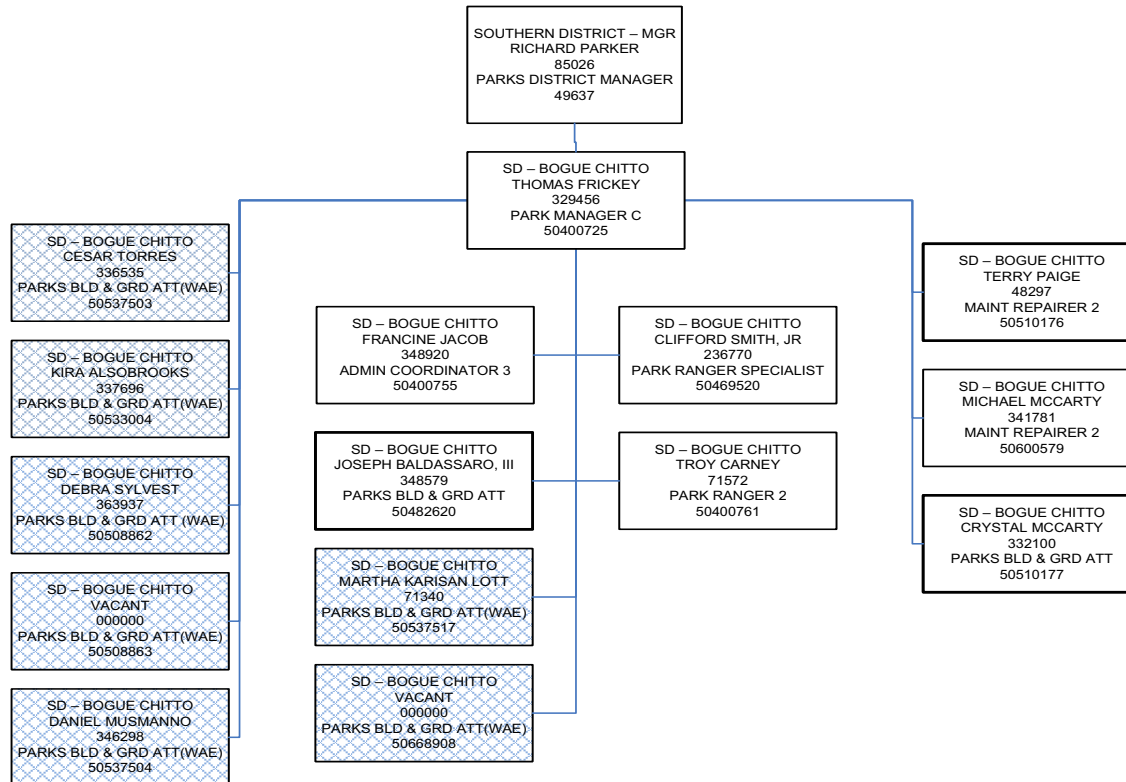 SOUTHERN DISTRICT – MGR
RICHARD PARKER
85026
PARKS DISTRICT MANAGER
49637
SD – BOGUE CHITTO
THOMAS FRICKEY
329456
PARK MANAGER C
50400725
SD – BOGUE CHITTO
CESAR TORRES
336535
PARKS BLD & GRD ATT(WAE)
50537503
SD – BOGUE CHITTO
KIRA ALSOBROOKS
337696
PARKS BLD & GRD ATT(WAE)
50533004
SD – BOGUE CHITTO
DEBRA SYLVEST
363937
PARKS BLD & GRD ATT (WAE)
50508862
SD – BOGUE CHITTO
VACANT
000000
PARKS BLD & GRD ATT(WAE)
50508863
SD – BOGUE CHITTO
DANIEL MUSMANNO
346298
PARKS BLD & GRD ATT(WAE)
50537504
SD – BOGUE CHITTO
FRANCINE JACOB
348920
ADMIN COORDINATOR 3
50400755
SD – BOGUE CHITTO
CLIFFORD SMITH, JR
236770
PARK RANGER SPECIALIST
50469520
SD – BOGUE CHITTO
JOSEPH BALDASSARO, III
348579
PARKS BLD & GRD ATT
50482620
SD – BOGUE CHITTO
TROY CARNEY
71572
PARK RANGER 2
50400761
SD – BOGUE CHITTO
MARTHA KARISAN LOTT
71340
PARKS BLD & GRD ATT(WAE)
50537517
SD – BOGUE CHITTO
VACANT
000000
PARKS BLD & GRD ATT(WAE)
50668908
SD – BOGUE CHITTO
TERRY PAIGE
48297
MAINT REPAIRER 2
50510176
SD – BOGUE CHITTO
MICHAEL MCCARTY
341781
MAINT REPAIRER 2
50600579
SD – BOGUE CHITTO
CRYSTAL MCCARTY
332100
PARKS BLD & GRD ATT
50510177